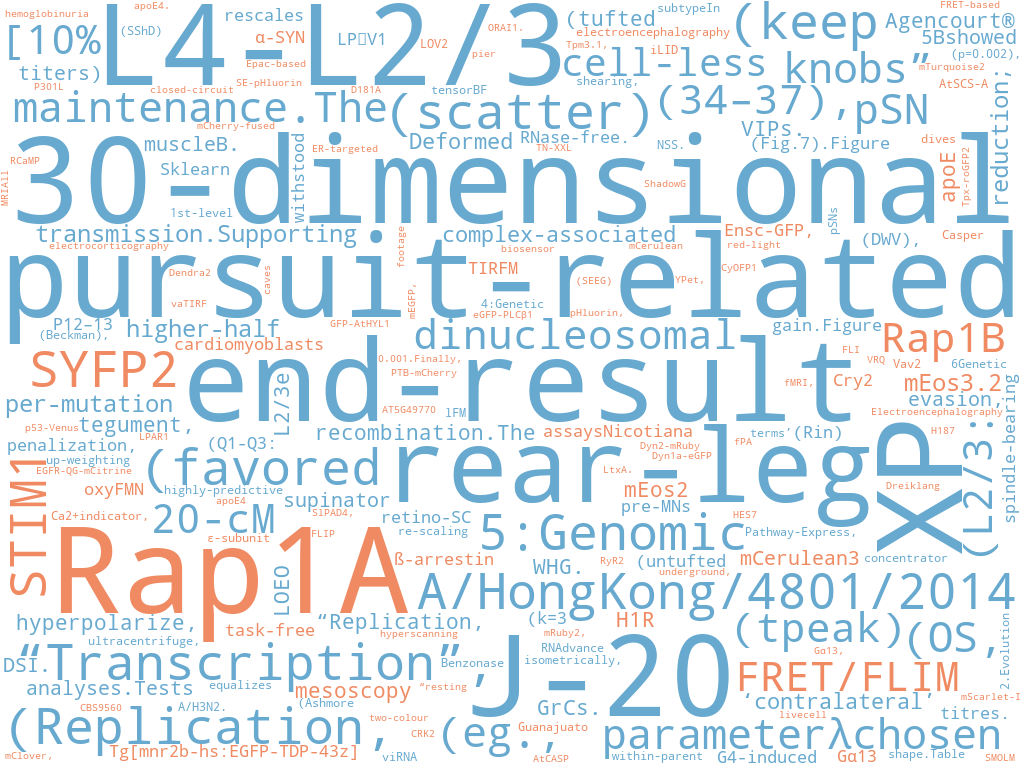 hemoglobinuria
apoE4.
rescales
subtypeIn
FRET-based
L4-L2/3
(keep
(tufted
Agencourt®
[10%
(SShD)
α-SYN
LOV2
ORAI1.
electroencephalography
5Bshowed
Epac-based
pier
Tpm3.1,
iLID
(p=0.002),
titers)
cell-less
knobs”
mTurquoise2
P301L
closed-circuit
SE-pHluorin
D181A
tensorBF
shearing,
AtSCS-A
maintenance.The
(scatter)
(34–37),
pSN
reduction;
mCherry-fused
VIPs.
muscleB.
withstood
ER-targeted
Deformed
RNase-free.
TN-XXL
NSS.
(Fig.7).Figure
dives
RCaMP
Sklearn
30-dimensional
ShadowG
apoE
Tpx-roGFP2
MRIA11
1st-level
transmission.Supporting
complex-associated
Ensc-GFP,
pSNs
(DWV),
Casper
electrocorticography
footage
biosensor
mCerulean
red-light
Dendra2
caves
TIRFM
(SEEG)
YPet,
CyOFP1
pursuit-related
vaTIRF
mEGFP,
4:Genetic
eGFP-PLCβ1
pHluorin,
P12–13
(Beckman),
higher-half
GFP-AtHYL1
dinucleosomal
gain.Figure
Rap1B
cardiomyoblasts
0.001.Finally,
FLI
VRQ
Vav2
6Genetic
SYFP2
L2/3e
end-result
PTB-mCherry
fMRI,
Cry2
mEos3.2
per-mutation
AT5G49770
lFM
evasion,
Electroencephalography
spindle-bearing
p53-Venus
tegument,
LPAR1
recombination.The
assaysNicotiana
fPA
terms'
(Rin)
H187
penalization,
(Q1-Q3:
Dyn2-mRuby
Dyn1a-eGFP
XP
(L2/3:
up-weighting
EGFR-QG-mCitrine
(favored
rear-leg
LtxA.
Dreiklang
STIM1
oxyFMN
highly-predictive
apoE4
supinator
mEos2
pre-MNs
Ca2+indicator,
20-cM
S1PAD4,
FLIP
retino-SC
re-scaling
5:Genomic
HES7
Pathway-Express,
ε-subunit
Rap1A
LOEO
ß-arrestin
WHG.
RyR2
(untufted
underground,
mCerulean3
concentrator
A/HongKong/4801/2014
hyperpolarize,
“Replication,
(k=3
H1R
(tpeak)
(OS,
2.Evolution
ultracentrifuge,
task-free
hyperscanning
mRuby2,
RNAdvance
Gα13,
DSI.
“Transcription”,
Benzonase
isometrically,
J-20
FRET/FLIM
analyses.Tests
equalizes
mesoscopy
“resting
‘contralateral’
mScarlet-I
CBS9560
A/H3N2.
(Ashmore
GrCs.
livecell
titres.
(Replication,
two-colour
CRK2
(eg.,
Guanajuato
parameterλchosen
mClover,
Tg[mnr2b-hs:EGFP-TDP-43z]
viRNA
AtCASP
within-parent
G4-induced
Gα13
shape.Table
SMOLM